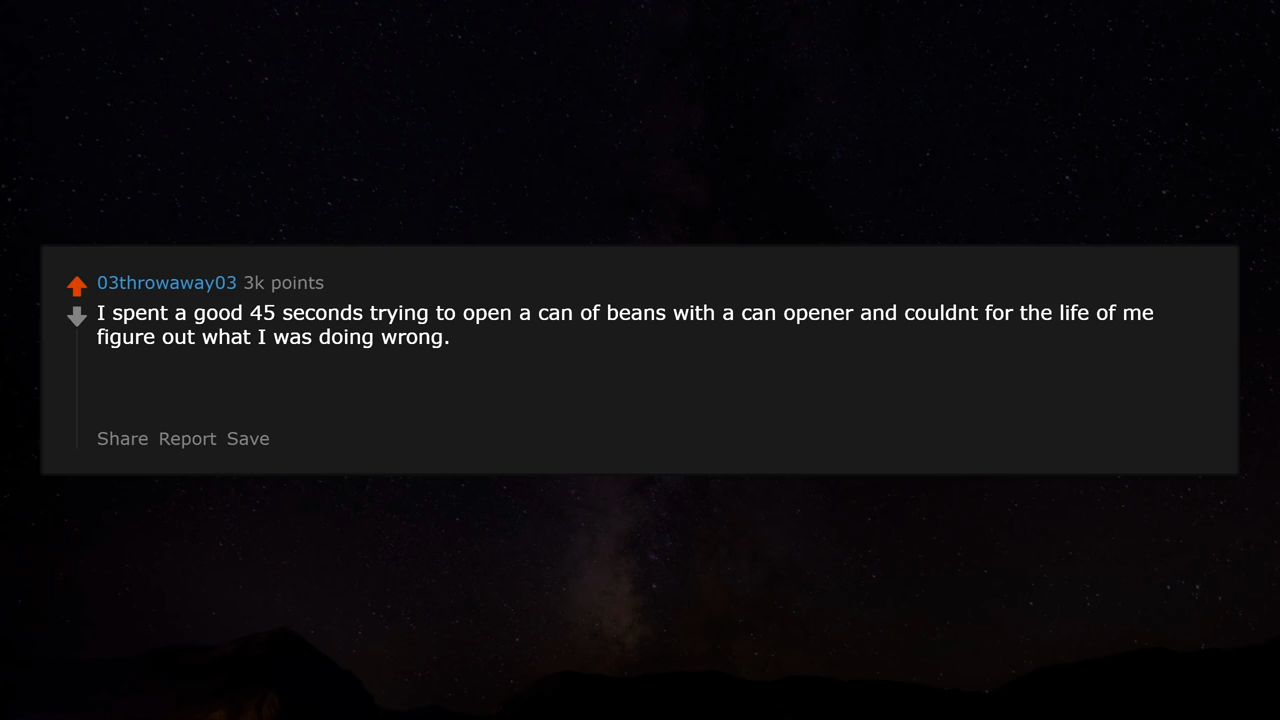 03throwaway03 3k points
I spent a good 45 seconds trying to open a can of beans with a can opener and couldnt for the life of me
figure out what I was doing wrong.
Share Report Save